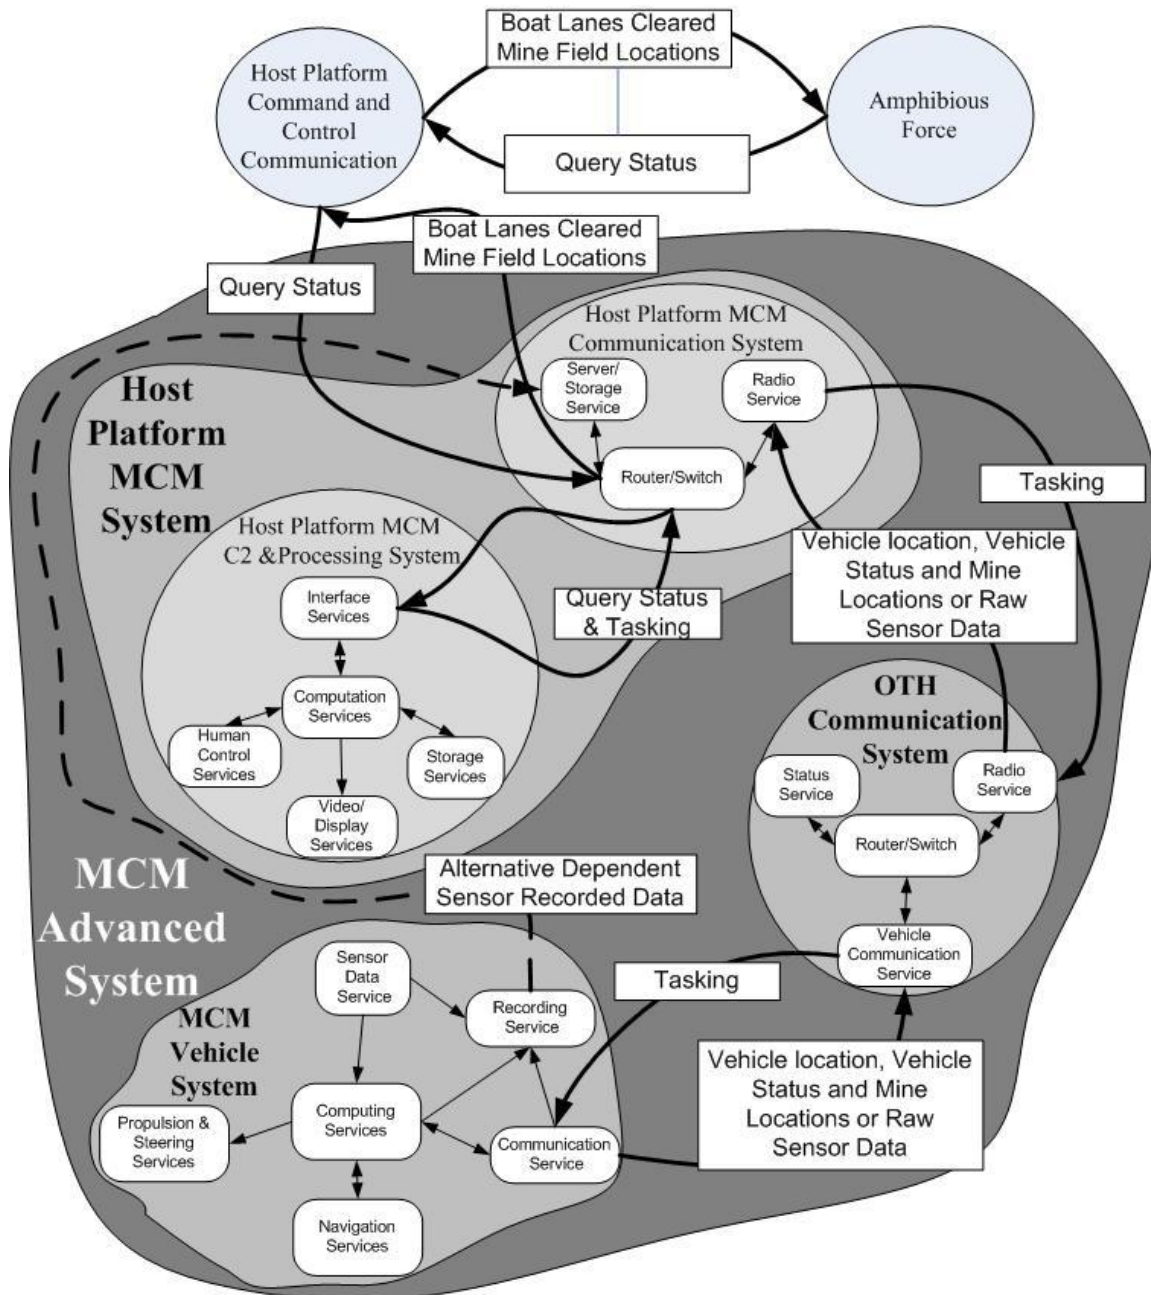 Boat Lanes Cleared
Mine Field Locations
Host Platform
Command and
Control
Communication
Amphibious
Force
Query Status
Boat Lanes Cleared
Mine Field Locations
Query Status
Host Platform MCM
Communication System
Server/
Storage
Service
Radio
Service
Router/Switch
Host
Platform
MCM
System
Tasking
Host Platform MCM
C2 &Processing System
Interface
Services
Query Status
& Tasking
Vehicle location, Vehicle
Status and Mine
Locations or Raw
Sensor Data
Computation
Services
Human
Control
Services
Storage
Services
Video/
Display
Services
OTH
Communication
System
Status
Service
Radio
Service
Router/Switch
Vehicle
Communication
Service
MCM
Advanced
System
Alternative Dependent
Sensor Recorded Data
Tasking
Sensor
Data
Service
Recording
Service
MCM
Vehicle
System
Vehicle location, Vehicle
Status and Mine
Locations or Raw
Sensor Data
Propulsion &
Steering
Services
Computing
Services
Communication
Service
Navigation
Services